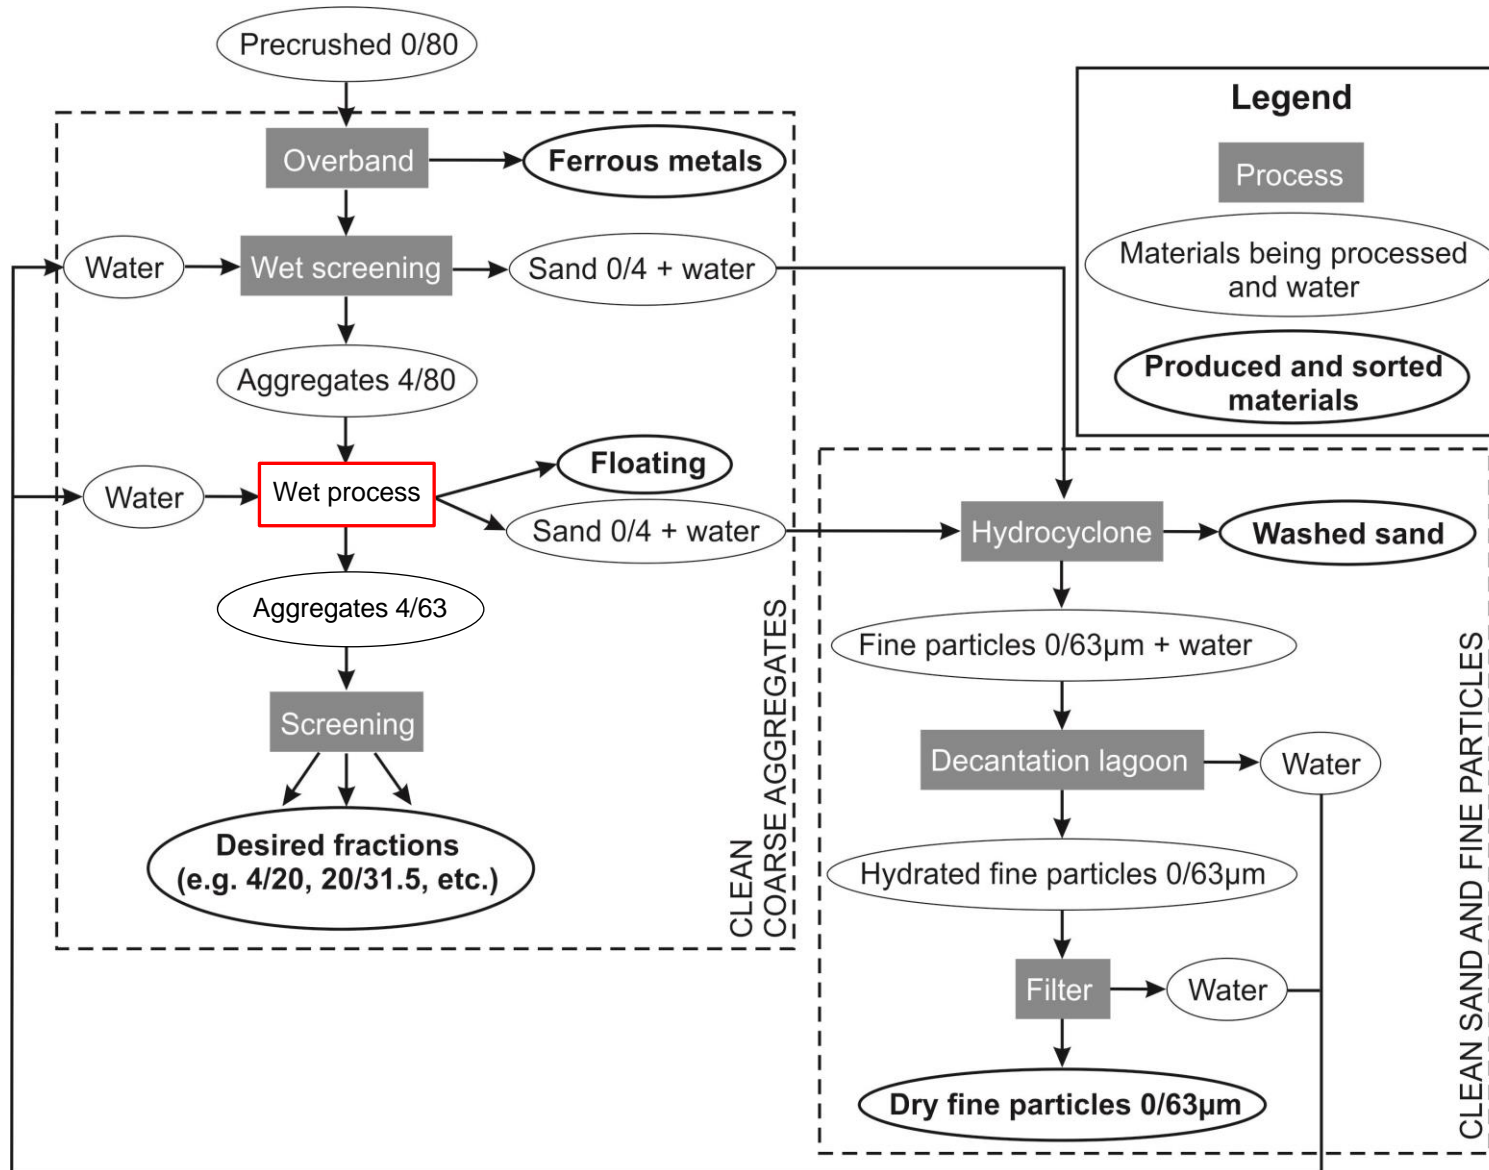 Precrushed 0/80
Overband
Ferrous metals
Water
Wet screening
Sand 0/4 + water
Aggregates 4/80
Water
Wet process
Floating
Sand 0/4 + water
Aggregates 4/63
Screening
Desired fractions
(e.g. 4/20, 20/31.5, etc.)
CLEAN
COARSE AGGREGATES
Legend
Process
Materials being processed
and water
Produced and sorted
materials
Hydrocyclone
Washed sand
Fine particles 0/63µm + water
Decantation lagoon
Water
Hydrated fine particles 0/63µm
Filter
Water
Dry fine particles 0/63µm
CLEAN SAND AND FINE PARTICLES